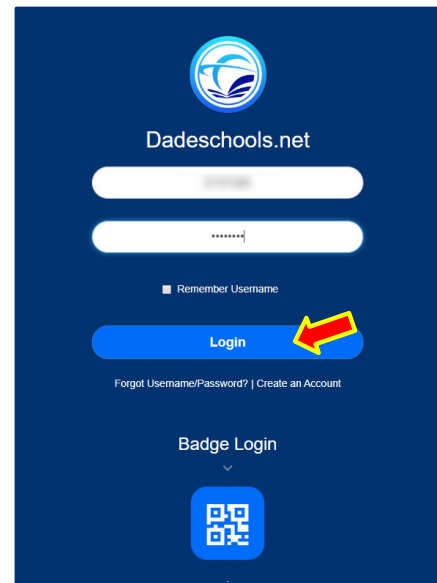 Dadeschools.net
••••••••
Remember Username
Login
Forgot Username/Password? | Create an Account
Badge Login